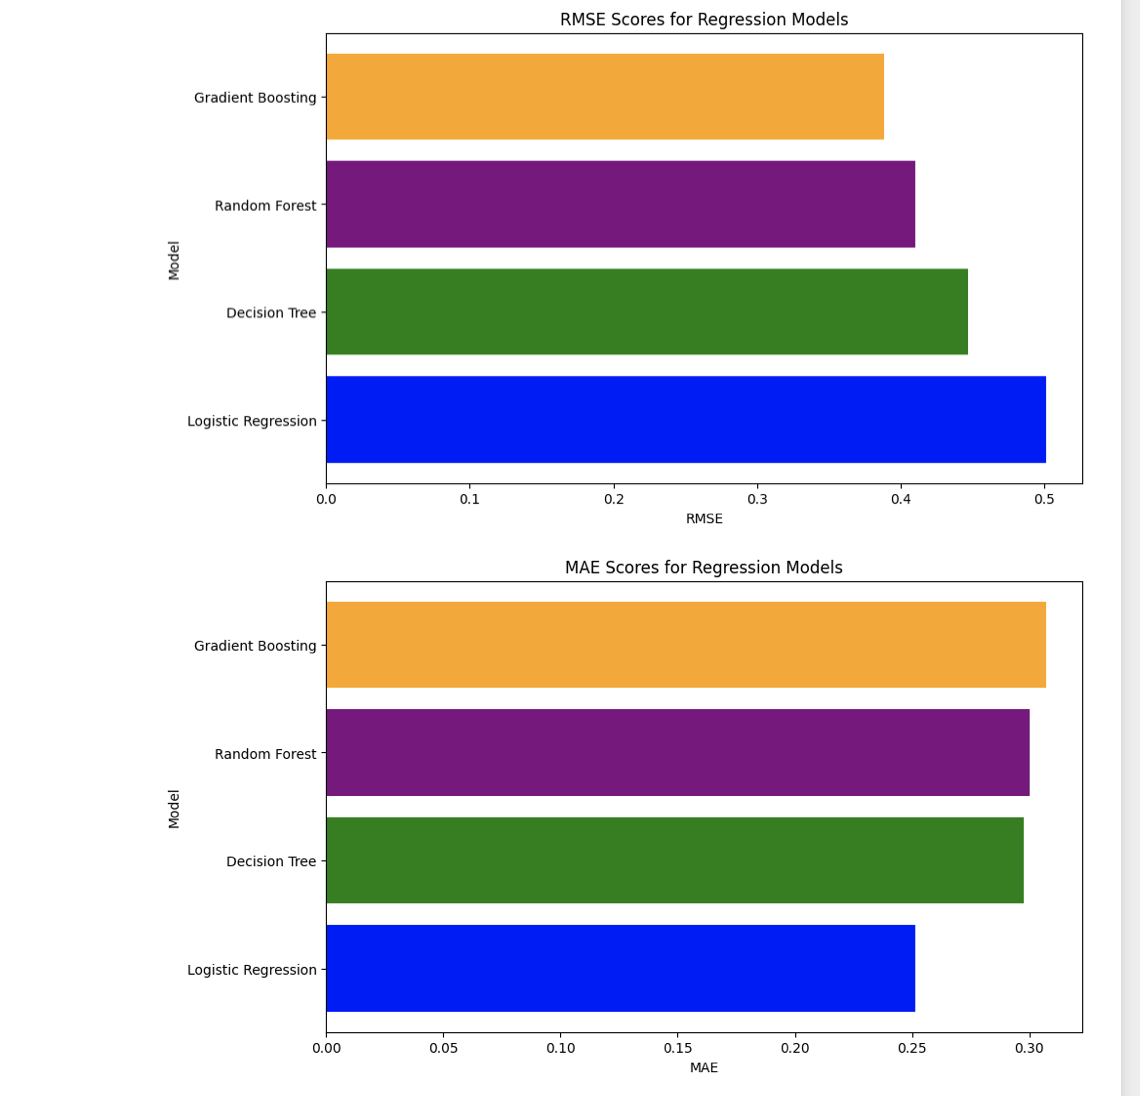 RMSE Scores for Regression Models
Gradient Boosting
Random Forest
Model
Decision Tree
Logistic Regression
0.0 0.1 0.2 0.3 0.4 0.5
RMSE
MAE Scores for Regression Models
Gradient Boosting
Random Forest
Model
Decision Tree
Logistic Regression
0.00 0.05 0.10 0.15 0.20 0.25 0.30
MAE